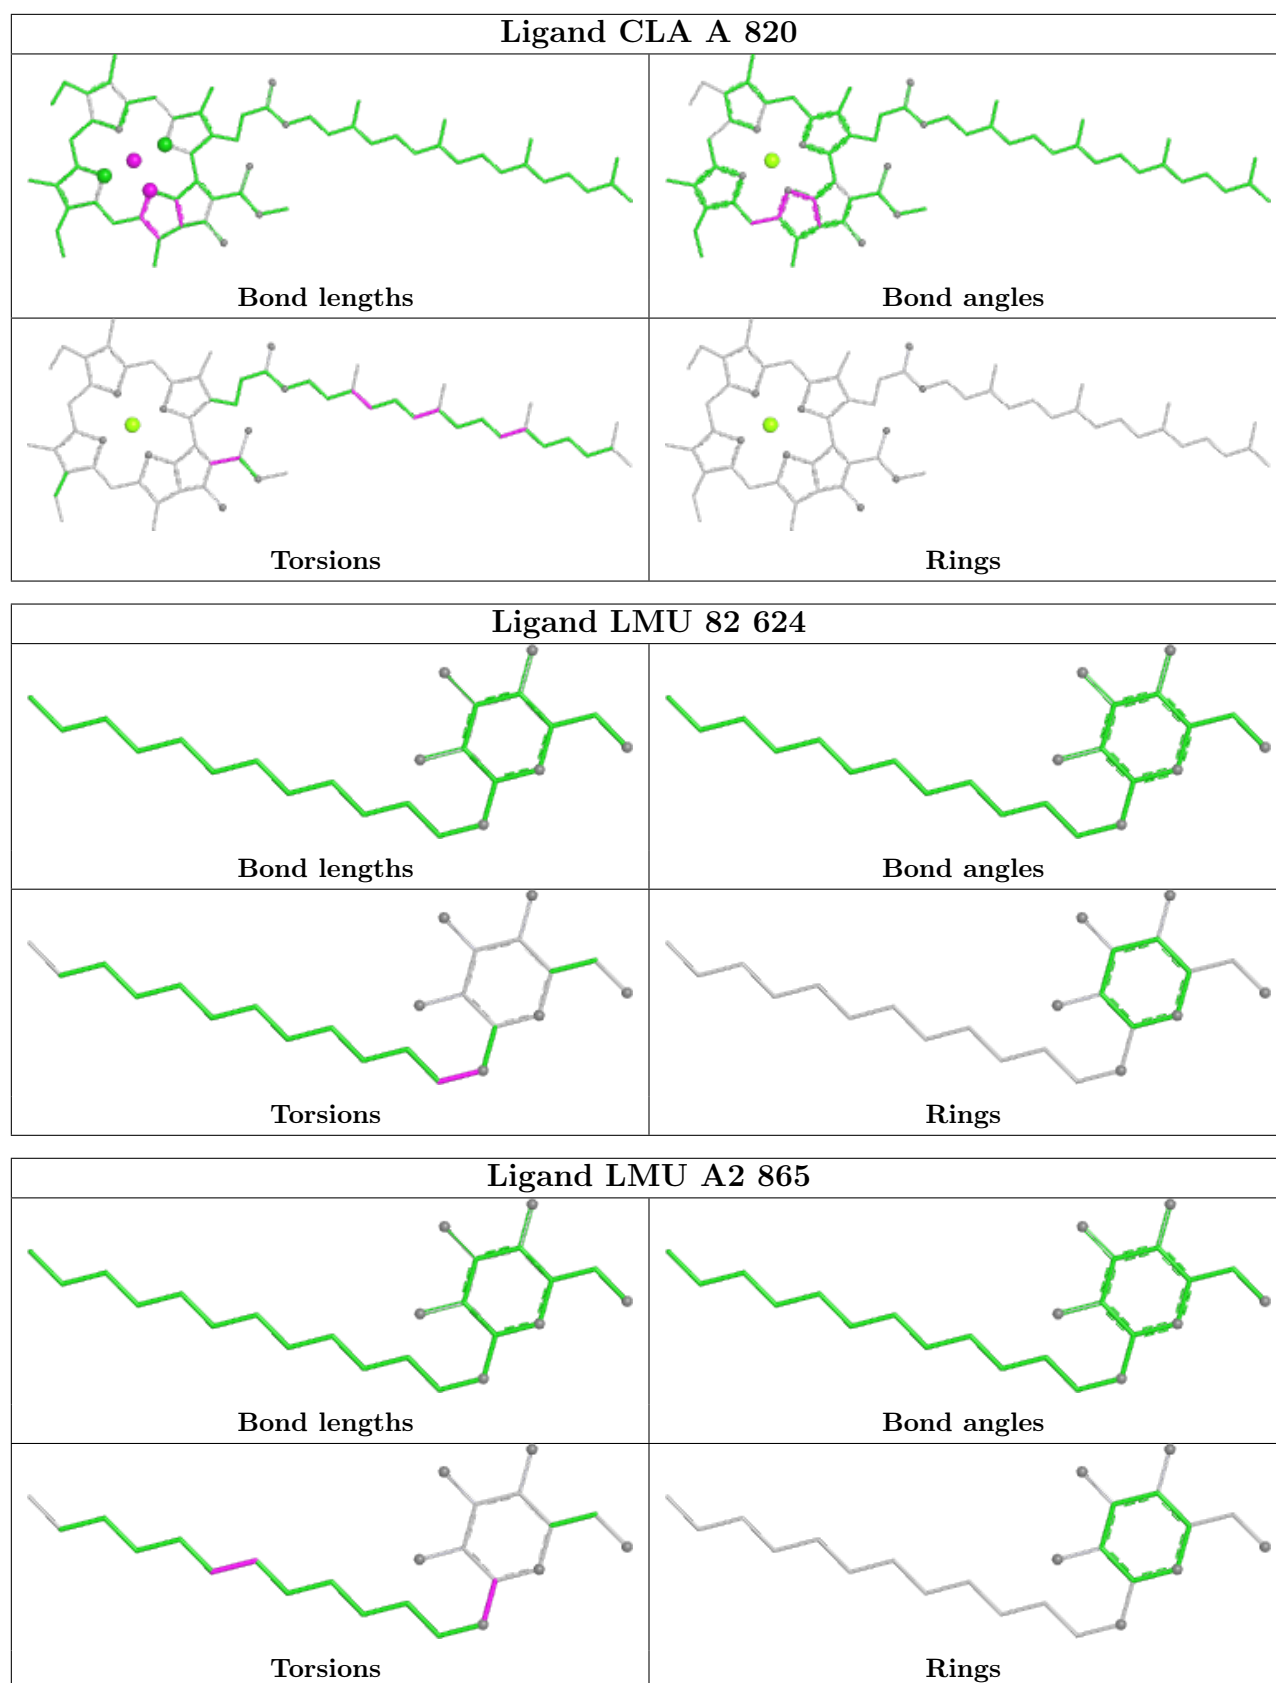 Ligand CLA A 820
Bond lengths
Bond angles
Torsions
Rings
Ligand LMU 82 624
Bond lengths
Bond angles
Torsions
Rings
Ligand LMU A2 865
Bond lengths
Bond angles
Torsions
Rings